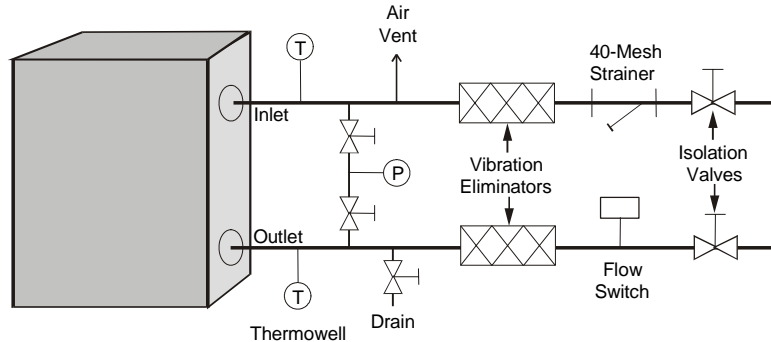 Air
Vent
T
40-Mesh
Strainer
Inlet
Vibration
Eliminators
Isolation
Valves
P
Outlet
T
Flow
Switch
Thermowell
Drain